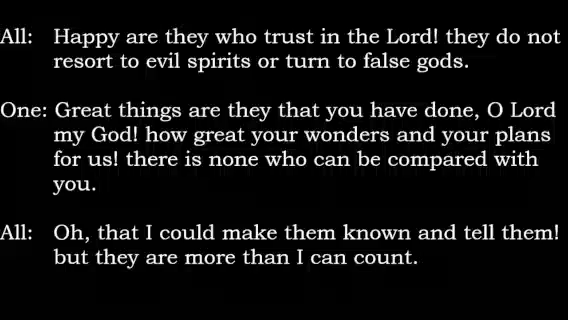 All: Happy are they who trust in the Lord! they do not
resort to evil spirits or turn to false gods.
One: Great things are they that you have done, O Lord
my God! how great your wonders and your plans
for us! there is none who can be compared with
you.
All: Oh, that I could make them known and tell them!
but they are more than I can count.